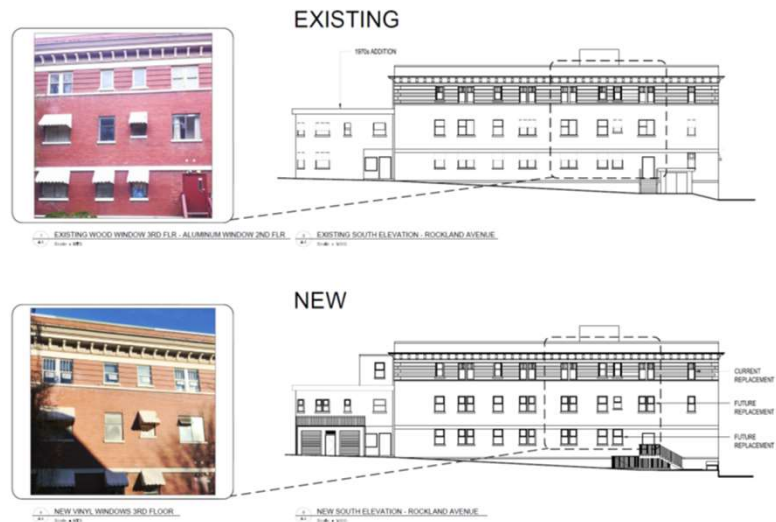 EXISTING
1970s ADDITION
EXISTING WOOD WINDOW 3RD FLR - ALUMINUM WINDOW 2ND FLR
EXISTING SOUTH ELEVATION - ROCKLAND AVENUE
NEW
CURRENT
REPLACEMENT
FUTURE
REPLACEMENT
FUTURE
REPLACEMENT
NEW VINYL WINDOWS 3RD FLOOR
NEW SOUTH ELEVATION - ROCKLAND AVENUE